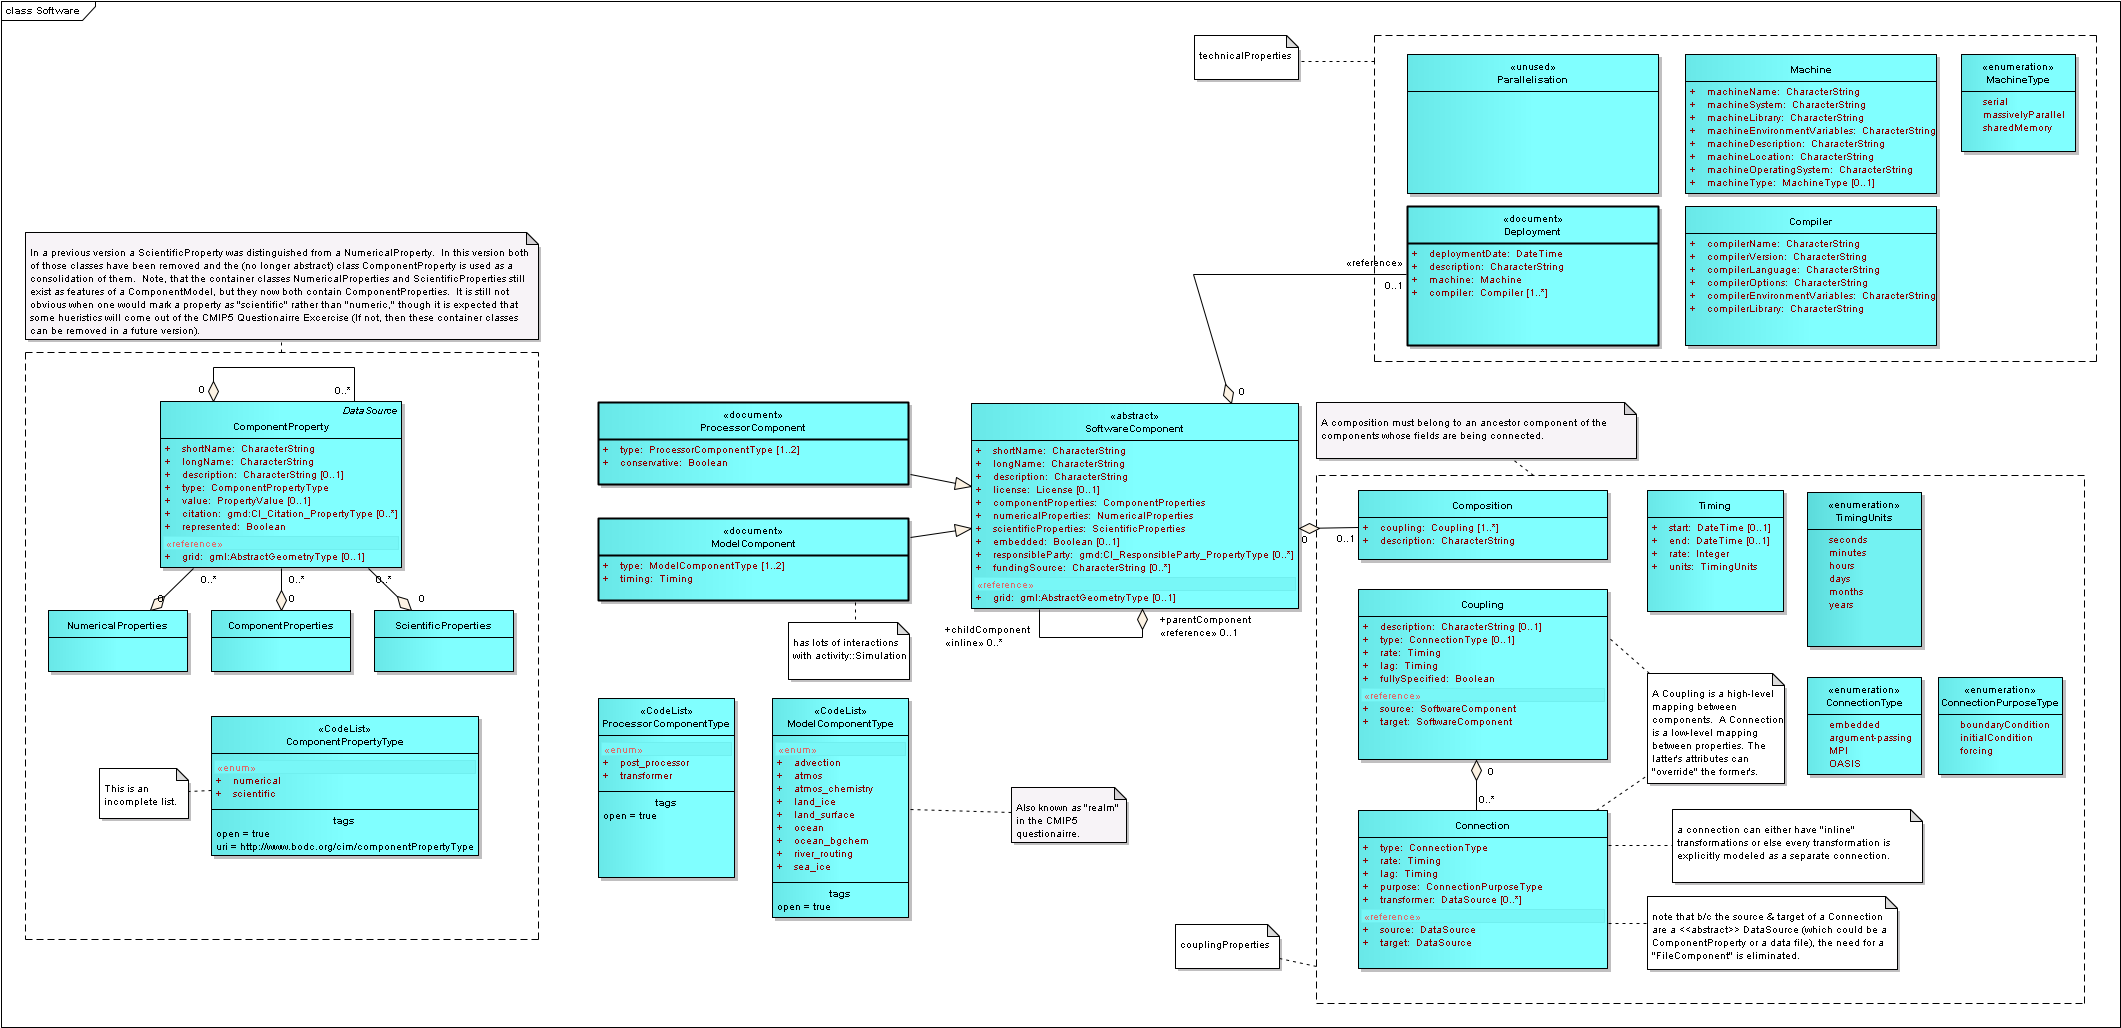 class Software
technicalProperties
«unused»
Parallelisation
Machine
+ machineName: CharacterString
+ machineSystem: CharacterString
+ machineLibrary: CharacterString
+ machineEnvironmentVariables: CharacterString
+ machineDescription: CharacterString
+ machineLocation: CharacterString
+ machineOperatingSystem: CharacterString
+ machineType: MachineType [0..1]
«enumeration»
MachineType
serial
massivelyParallel
sharedMemory
«document»
Deployment
+ deploymentDate: DateTime
+ description: CharacterString
+ machine: Machine
+ compiler: Compiler [1..*]
Compiler
+ compilerName: CharacterString
+ compilerVersion: CharacterString
+ compilerLanguage: CharacterString
+ compilerOptions: CharacterString
+ compilerEnvironmentVariables: CharacterString
+ compilerLibrary: CharacterString
«reference»
0..1
0
In a previous version a ScientificProperty was distinguished from a NumericalProperty. In this version both
of those classes have been removed and the (no longer abstract) class ComponentProperty is used as a
consolidation of them. Note, that the container classes NumericalProperties and ScientificProperties still
exist as features of a ComponentModel, but they now both contain ComponentProperties. It is still not
obvious when one would mark a property as "scientific" rather than "numeric," though it is expected that
some hueristics will come out of the CMIP5 Questionairre Excercise (If not, then these container classes
can be removed in a future version).
0
0..*
DataSource
ComponentProperty
+ shortName: CharacterString
+ longName: CharacterString
+ description: CharacterString [0..1]
+ type: ComponentPropertyType
+ value: PropertyValue [0..1]
+ citation: gmd:CI_Citation_PropertyType [0..*]
+ represented: Boolean
«reference»
+ grid: gml:AbstractGeometryType [0..1]
0..*
0..*
0..*
0
0
0
NumericalProperties
ComponentProperties
ScientificProperties
«CodeList»
ComponentPropertyType
«enum»
+ numerical
+ scientific
tags
open = true
uri = http://www.bodc.org/cim/componentPropertyType
This is an
incomplete list.
«document»
ProcessorComponent
+ type: ProcessorComponentType [1..2]
+ conservative: Boolean
«document»
ModelComponent
+ type: ModelComponentType [1..2]
+ timing: Timing
has lots of interactions
with activity::Simulation
«CodeList»
ProcessorComponentType
«enum»
+ post_processor
+ transformer
tags
open = true
«CodeList»
ModelComponentType
«enum»
+ advection
+ atmos
+ atmos_chemistry
+ land_ice
+ land_surface
+ ocean
+ ocean_bgchem
+ river_routing
+ sea_ice
tags
open = true
Also known as "realm"
in the CMIP5
questionairre.
«abstract»
SoftwareComponent
+ shortName: CharacterString
+ longName: CharacterString
+ description: CharacterString
+ license: License [0..1]
+ componentProperties: ComponentProperties
+ numericalProperties: NumericalProperties
+ scientificProperties: ScientificProperties
+ embedded: Boolean [0..1]
+ responsibleParty: gmd:CI_ResponsibleParty_PropertyType [0..*]
+ fundingSource: CharacterString [0..*]
«reference»
+ grid: gml:AbstractGeometryType [0..1]
+childComponent
«inline» 0..*
+parentComponent
«reference» 0..1
0
0..1
A composition must belong to an ancestor component of the
components whose fields are being connected.
Composition
+ coupling: Coupling [1..*]
+ description: CharacterString
Timing
+ start: DateTime [0..1]
+ end: DateTime [0..1]
+ rate: Integer
+ units: TimingUnits
«enumeration»
TimingUnits
seconds
minutes
hours
days
months
years
Coupling
+ description: CharacterString [0..1]
+ type: ConnectionType [0..1]
+ rate: Timing
+ lag: Timing
+ fullySpecified: Boolean
«reference»
+ source: SoftwareComponent
+ target: SoftwareComponent
0
0..*
A Coupling is a high-level
mapping between
components. A Connection
is a low-level mapping
between properties. The
latter's attributes can
"override" the former's.
«enumeration»
ConnectionType
embedded
argument-passing
MPI
OASIS
«enumeration»
ConnectionPurposeType
boundaryCondition
initialCondition
forcing
Connection
+ type: ConnectionType
+ rate: Timing
+ lag: Timing
+ purpose: ConnectionPurposeType
+ transformer: DataSource [0..*]
«reference»
+ source: DataSource
+ target: DataSource
a connection can either have "inline"
transformations or else every transformation is
explicitly modeled as a separate connection.
note that b/c the source & target of a Connection
are a <<abstract>> DataSource (which could be a
ComponentProperty or a data file), the need for a
"FileComponent" is eliminated.
couplingProperties